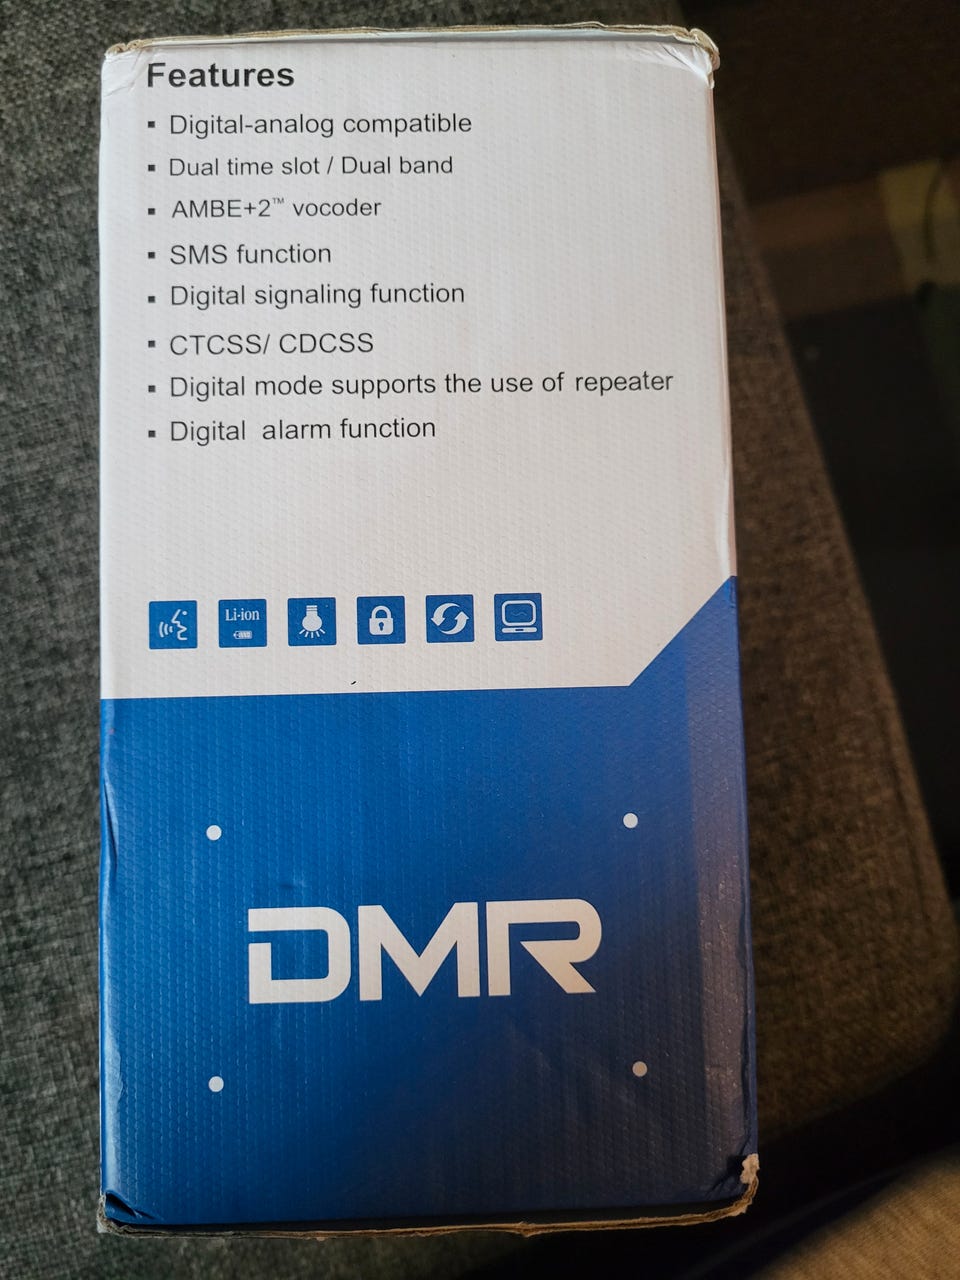 Features
▪ Digital-analog compatible
▪ Dual time slot / Dual band
▪ AMBE+2™ vocoder
▪ SMS function
▪ Digital signaling function
▪ CTCSS/ CDCSS
▪ Digital mode supports the use of repeater
▪ Digital alarm function
Li-ion
DMR